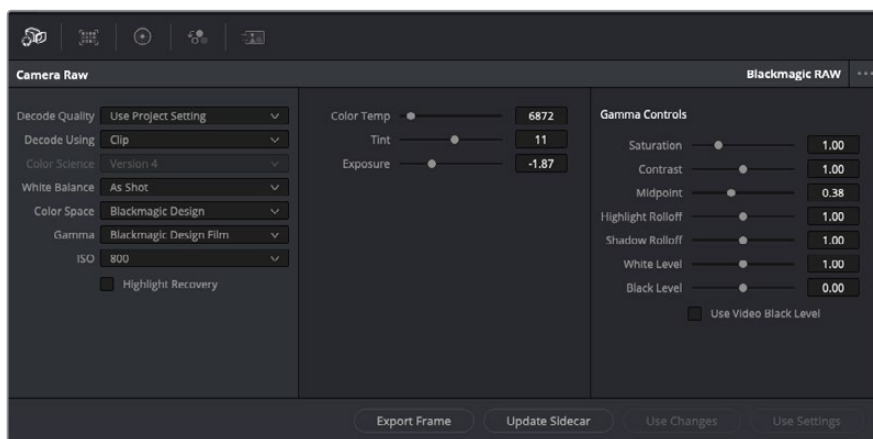 Camera Raw
Blackmagic RAW
Decode Quality Use Project Setting
Decode Using Clip
Color Science Version 4
White Balance As Shot
Color Space Blackmagic Design
Gamma Blackmagic Design Film
ISO 800
Highlight Recovery
Color Temp 6872
Tint 11
Exposure -1.87
Gamma Controls
Saturation 1.00
Contrast 1.00
Midpoint 0.38
Highlight Rolloff 1.00
Shadow Rolloff 1.00
White Level 1.00
Black Level 0.00
Use Video Black Level
Export Frame
Update Sidecar
Use Changes
Use Settings